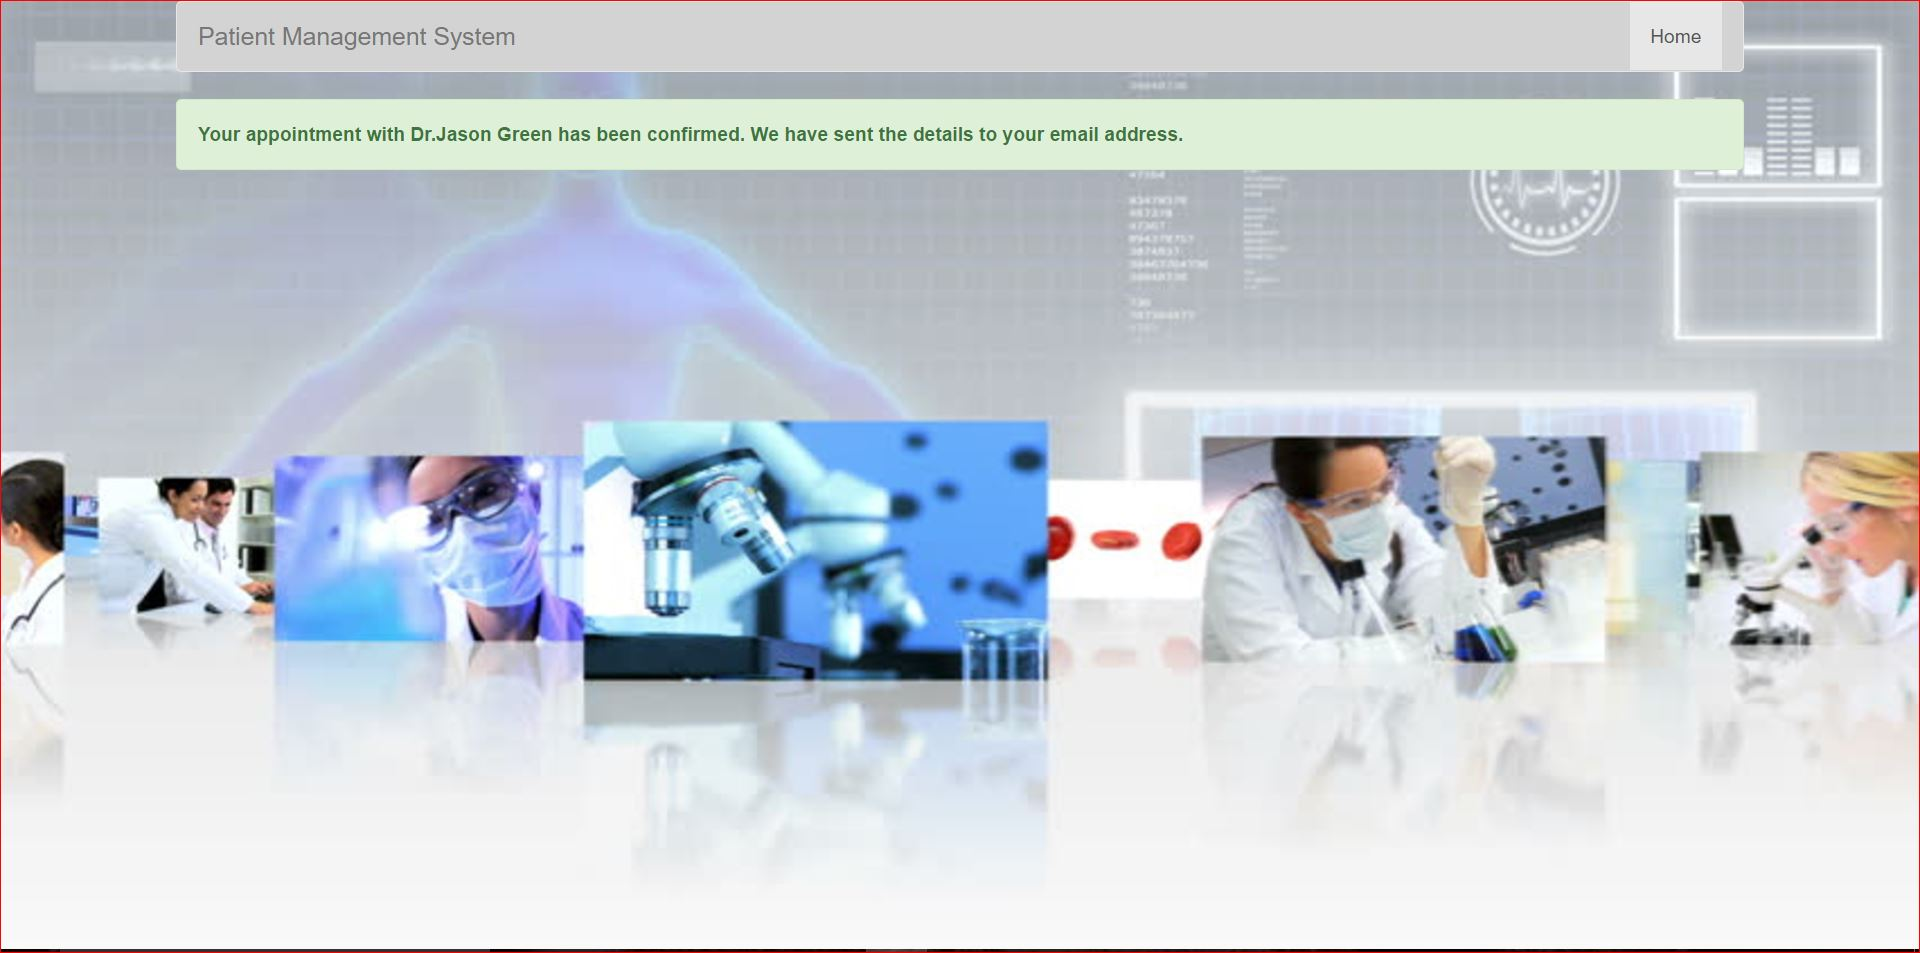 Patient Management System
Home
Your appointment with Dr.Jason Green has been confirmed. We have sent the details to your email address.